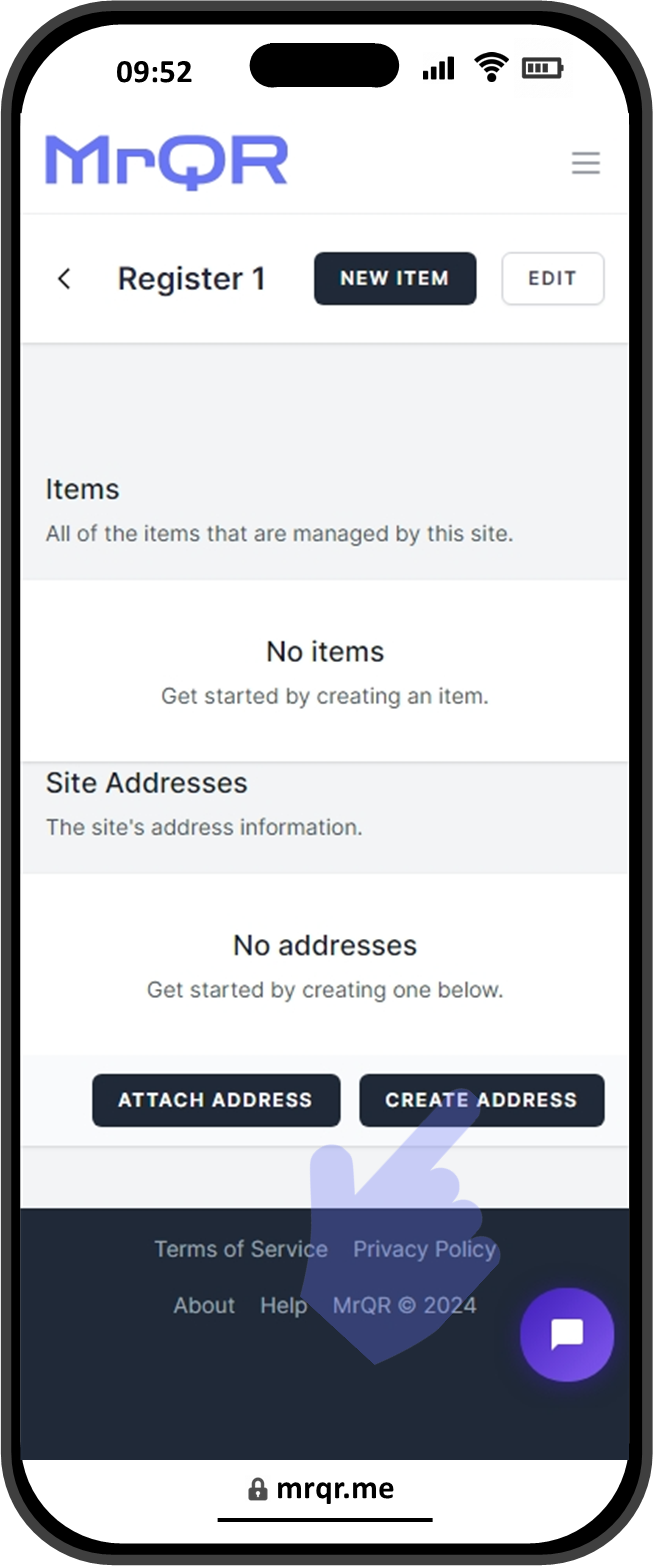 09:52
MrQR
Register 1 NEW ITEM EDIT
Items
All of the items that are managed by this site.
No items
Get started by creating an item.
Site Addresses
The site's address information.
No addresses
Get started by creating one below.
ATTACH ADDRESS CREATE ADDRESS
Terms of Service Privacy Policy
About Help MrQR © 2024
mrqr.me